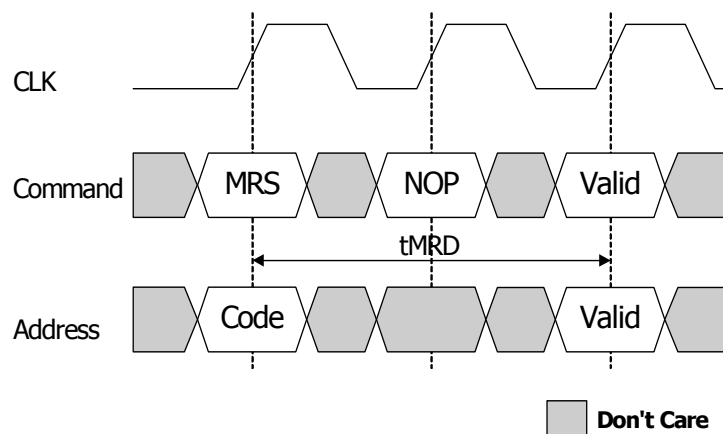 CLK
Command MRS NOP Valid
tMRD
Address Code Valid
Don't Care